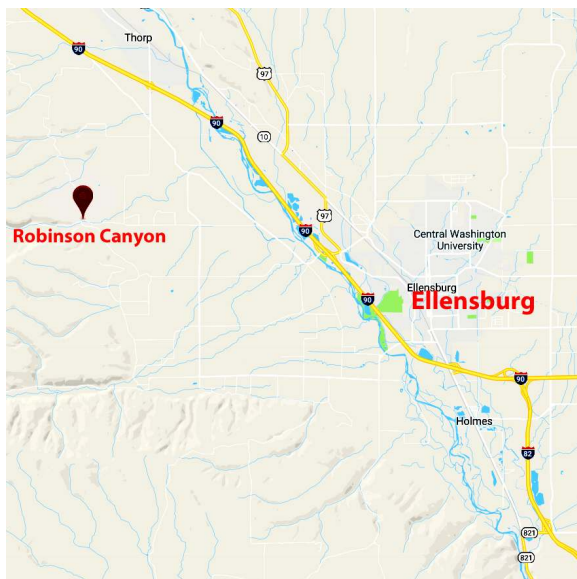 Thorp
90
97
90
10
97
Robinson Canyon
90
Central Washington
University
Ellensburg
Ellensburg
90
90
Holmes
82
821
821